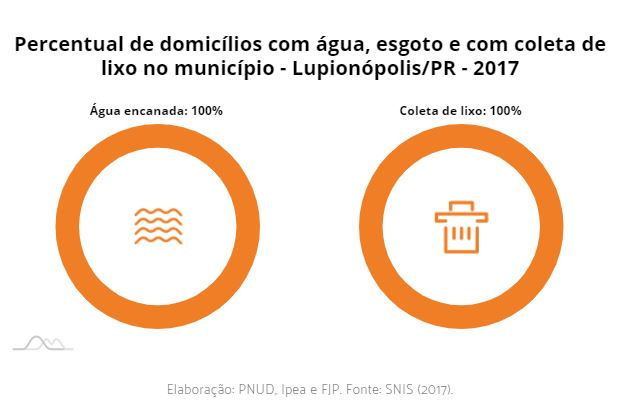 Percentual de domicílios com água, esgoto e com coleta de
lixo no município - Lupionópolis/PR - 2017
Água encanada: 100%
Coleta de lixo: 100%
Elaboração: PNUD, Ipea e FJP. Fonte: SNIS (2017).